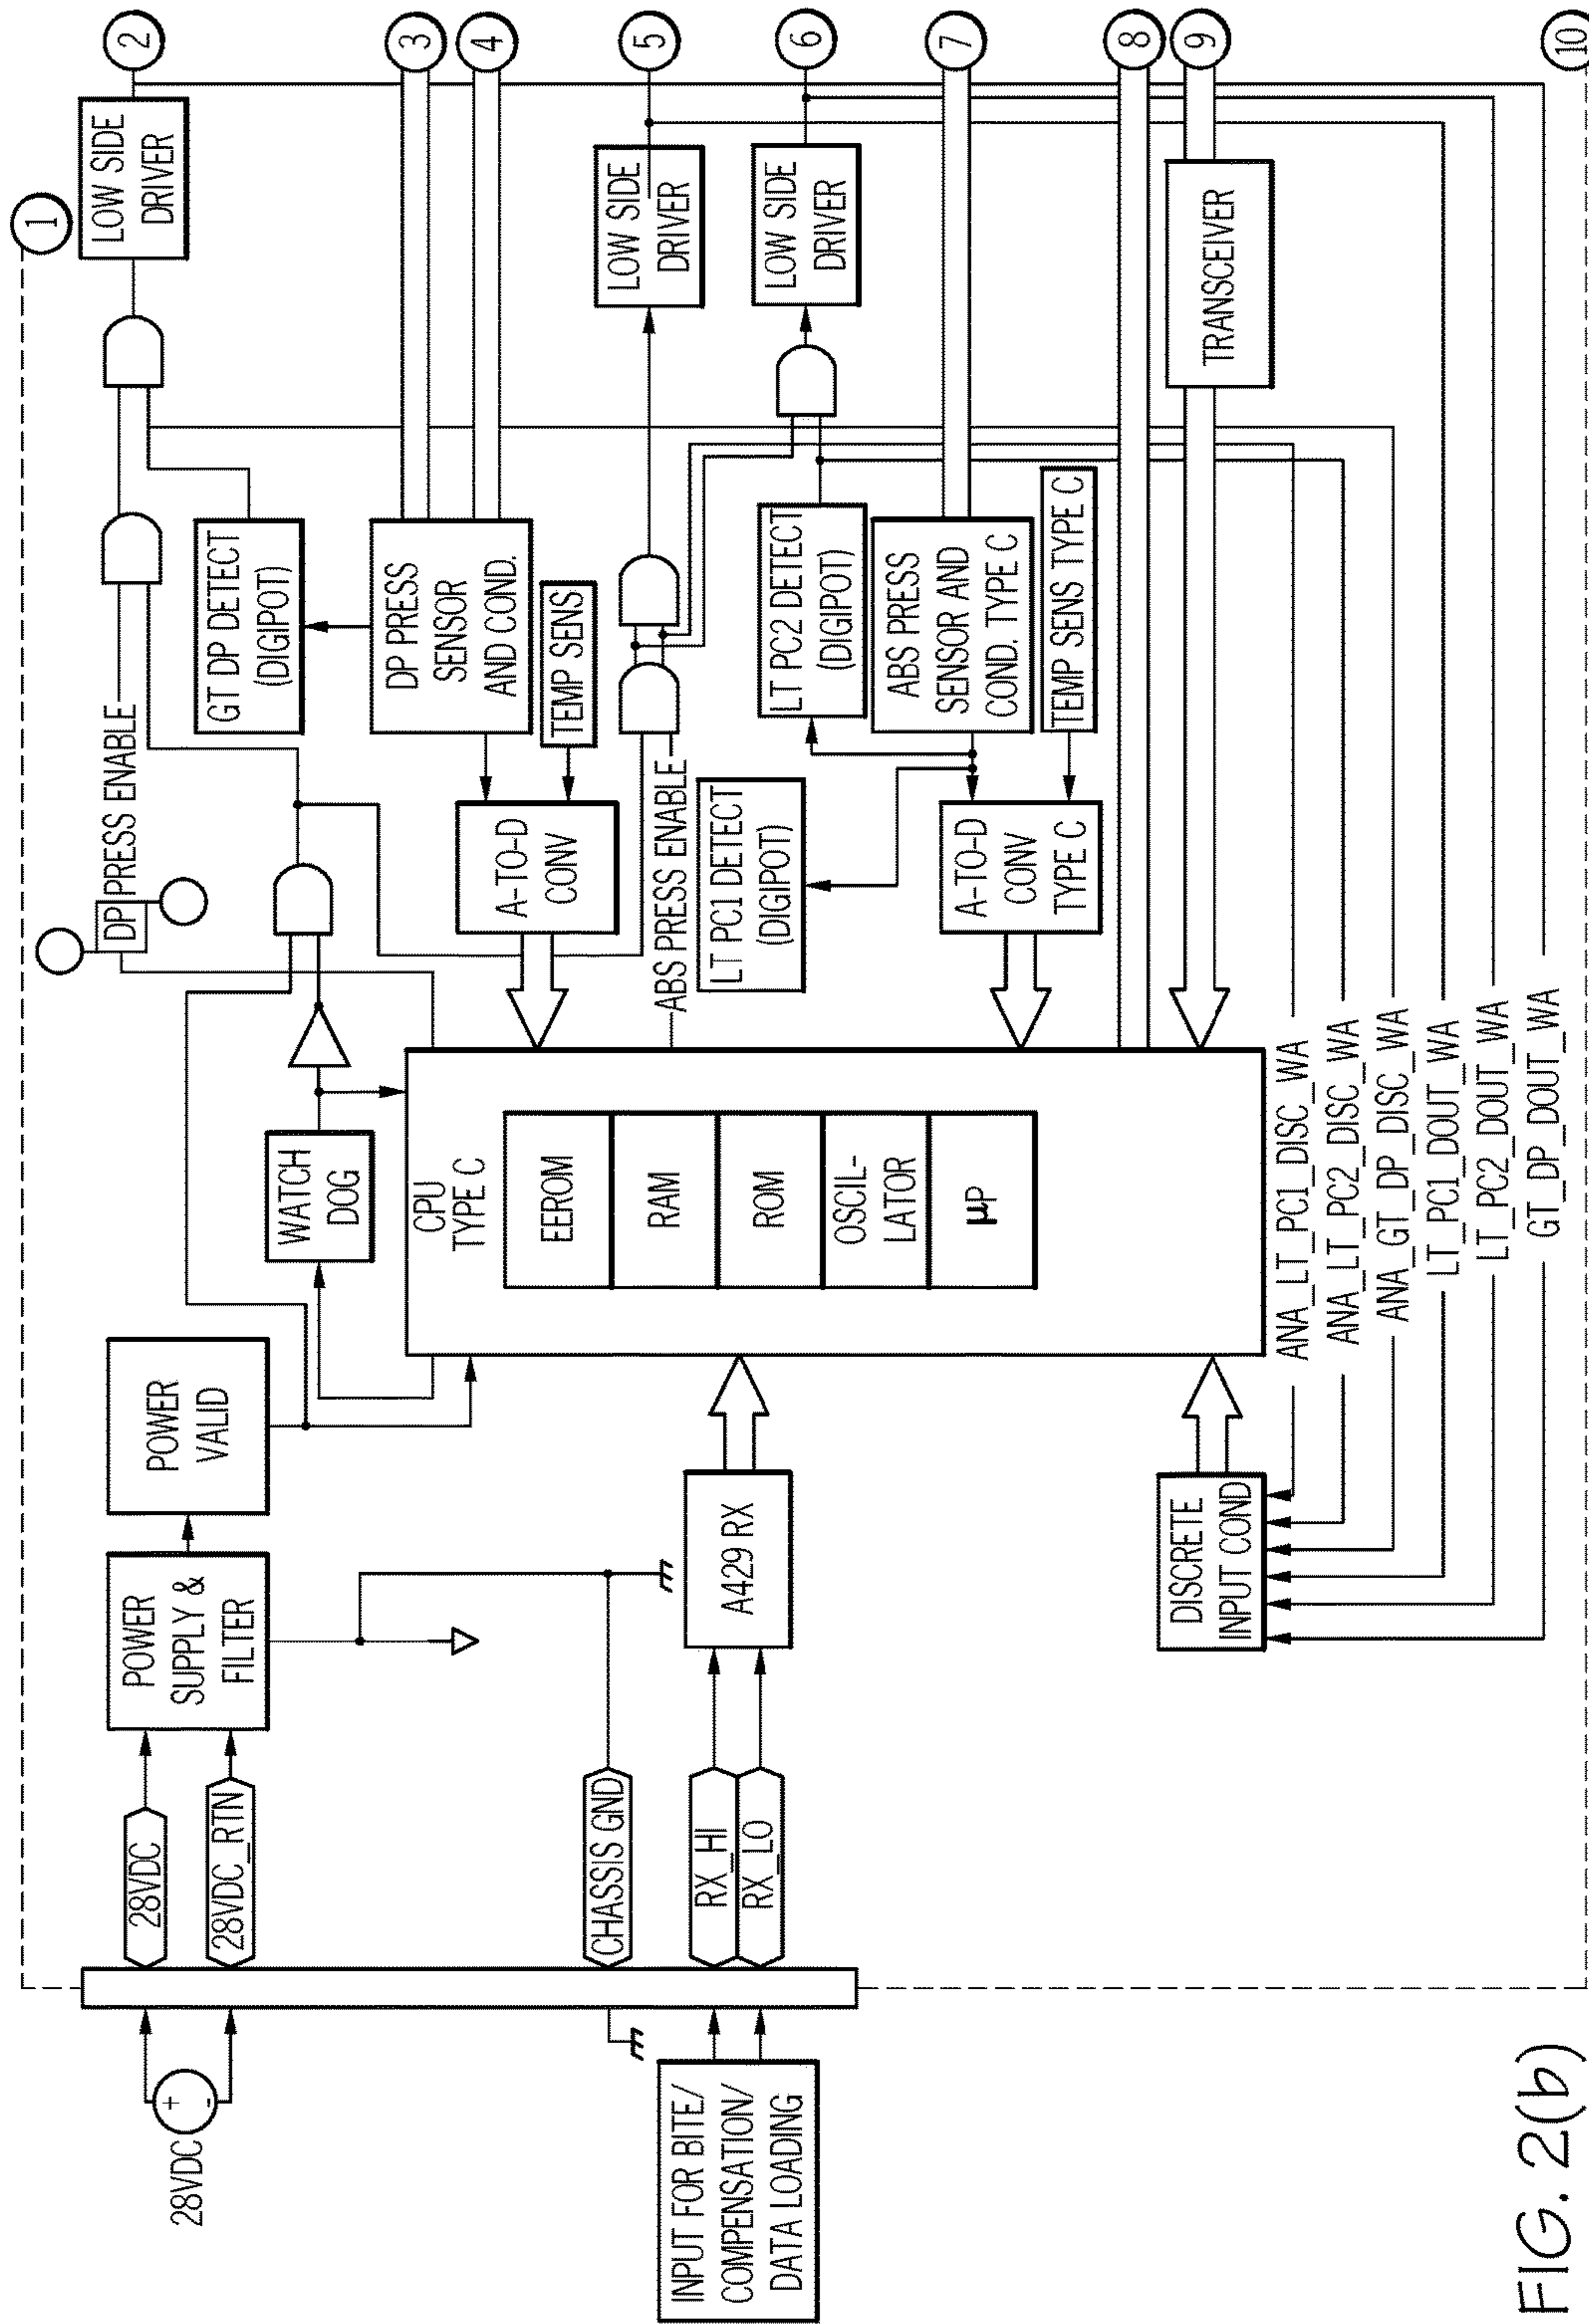 1
2
3
4
5
6
7
8
9
10
28VDC
+
-
28VDC
28VDC_RTN
CHASSIS GND
RX_HI
RX_LO
INPUT FOR BITE/
COMPENSATION/
DATA LOADING
POWER
SUPPLY &
FILTER
POWER
VALID
A429 RX
DISCRETE
INPUT COND
WATCH
DOG
CPU
TYPE C
EEROM
RAM
ROM
OSCIL-
LATOR
µP
DP PRESS ENABLE
A-TO-D
CONV
ABS PRESS ENABLE
LT PC1 DETECT
(DIGIPOT)
A-TO-D
CONV
TYPE C
GT DP DETECT
(DIGIPOT)
DP PRESS
SENSOR
AND COND.
TEMP SENS
LT PC2 DETECT
(DIGIPOT)
ABS PRESS
SENSOR AND
COND. TYPE C
TEMP SENS TYPE C
LOW SIDE
DRIVER
LOW SIDE
DRIVER
LOW SIDE
DRIVER
TRANSCEIVER
ANA_LT_PC1_DISC_WA
ANA_LT_PC2_DISC_WA
ANA_GT_DP_DISC_WA
LT_PC1_DOUT_WA
LT_PC2_DOUT_WA
GT_DP_DOUT_WA
FIG. 2(b)